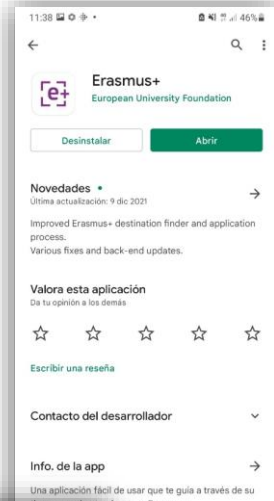 11:38
46%
Erasmus+
European University Foundation
Desinstalar
Abrir
Novedades •
Última actualización: 9 dic 2021
Improved Erasmus+ destination finder and application
process.
Various fixes and back-end updates.
Valora esta aplicación
Da tu opinión a los demás
Escribir una reseña
Contacto del desarrollador
Info. de la app
Una aplicación fácil de usar que te guía a través de su